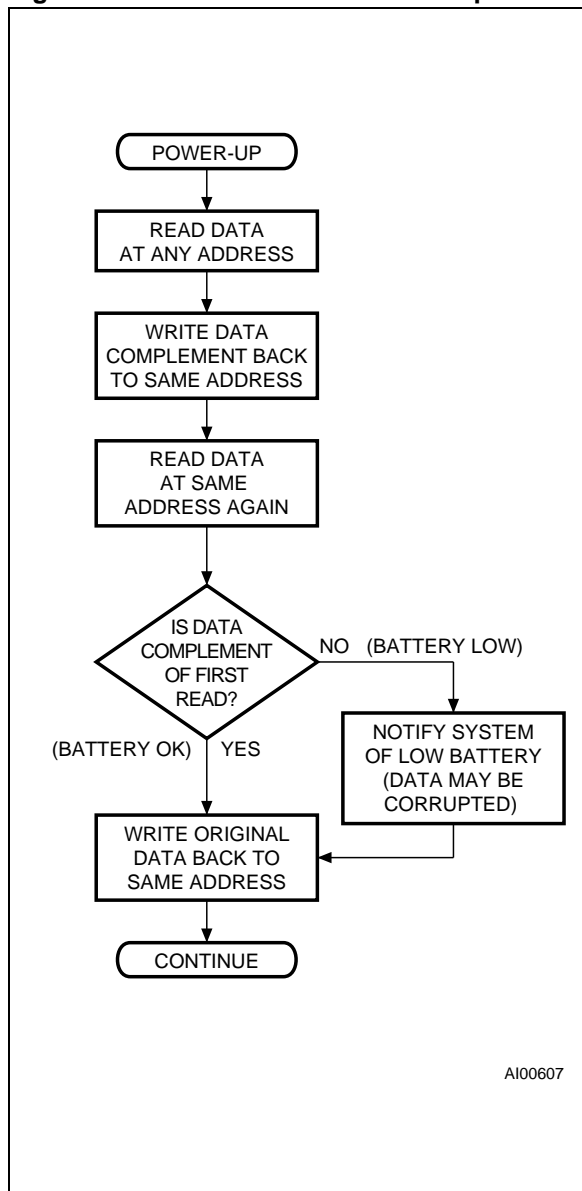 POWER-UP
READ DATA
AT ANY ADDRESS
WRITE DATA
COMPLEMENT BACK
TO SAME ADDRESS
READ DATA
AT SAME
ADDRESS AGAIN
IS DATA
COMPLEMENT
OF FIRST
READ?
NO (BATTERY LOW)
NOTIFY SYSTEM
OF LOW BATTERY
(DATA MAY BE
CORRUPTED)
(BATTERY OK) YES
WRITE ORIGINAL
DATA BACK TO
SAME ADDRESS
CONTINUE
AI00607